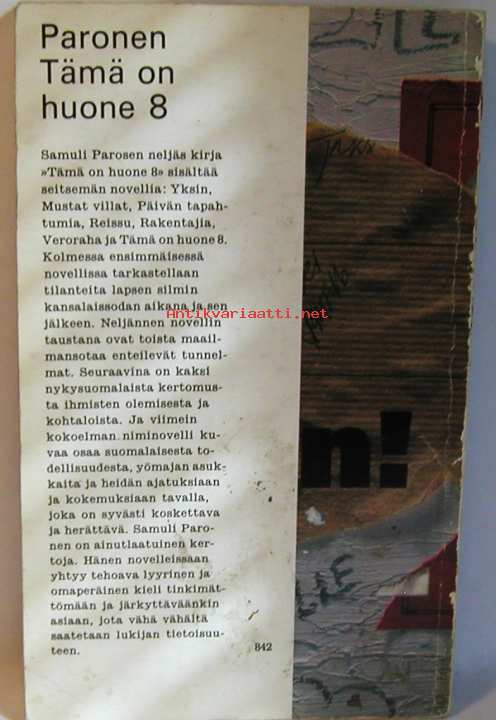 Paronen
Tämä on
huone 8
Samuli Parosen neljäs kirja
»Tämä on huone 8» sisältää
seitsemän novellia: Yksin,
Mustat villat, Päivän tapah-
tumia, Reissu, Rakentajia,
Veroraha ja Tämä on huone 8.
Kolmessa ensimmäisessä
novellissa tarkastellaan
tilanteita lapsen silmin
kansalaissodan aikana ja sen
jälkeen. Neljännen novellin
taustana ovat toista maail-
mansotaa enteilevät tunnel-
mat. Seuraavina on kaksi
nykysuomalaista kertomus-
ta ihmisten olemisesta ja
kohtaloista. Ja viimein
kokoelman niminovelli ku-
vaa osaa suomalaisesta to-
dellisuudesta, yömajan asuk-
kaita ja heidän ajatuksiaan
ja kokemuksiaan tavalla,
joka on syvästi koskettava
ja herättävä. Samuli Paro-
nen on ainutlaatuinen ker-
toja. Hänen novelleissaan
yhtyy tehoava lyyrinen ja
omaperäinen kieli tinkimät-
tömään ja järkyttäväänkin
asiaan, jota vähä vähältä
saatetaan lukijan tietoisuu-
teen.
842
Antikvariaatti.net
n!